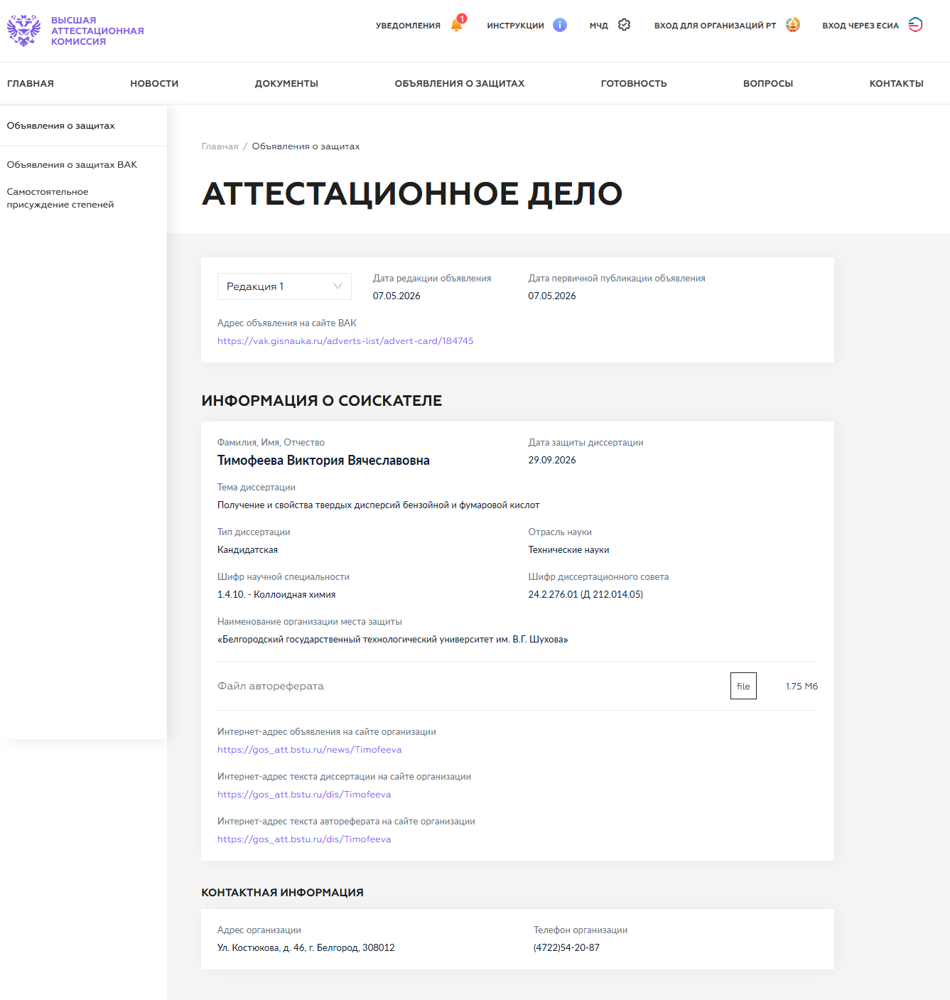 ВЫСШАЯ
АТТЕСТАЦИОННАЯ
КОМИССИЯ
УВЕДОМЛЕНИЯ 1 ИНСТРУКЦИИ i МЧД ВХОД ДЛЯ ОРГАНИЗАЦИЙ РТ ВХОД ЧЕРЕЗ ЕСИА
ГЛАВНАЯ НОВОСТИ ДОКУМЕНТЫ ОБЪЯВЛЕНИЯ О ЗАЩИТАХ ГОТОВНОСТЬ ВОПРОСЫ КОНТАКТЫ
Объявления о защитах
Объявления о защитах ВАК
Самостоятельное
присуждение степеней
Главная / Объявления о защитах
АТТЕСТАЦИОННОЕ ДЕЛО
Редакция 1
Дата редакции объявления
07.05.2026
Дата первичной публикации объявления
07.05.2026
Адрес объявления на сайте ВАК
https://vak.gisnauka.ru/adverts-list/advert-card/184745
ИНФОРМАЦИЯ О СОИСКАТЕЛЕ
Фамилия, Имя, Отчество
Тимофеева Виктория Вячеславовна
Дата защиты диссертации
29.09.2026
Тема диссертации
Получение и свойства твердых дисперсий бензойной и фумаровой кислот
Тип диссертации
Кандидатская
Отрасль науки
Технические науки
Шифр научной специальности
1.4.10. - Коллоидная химия
Шифр диссертационного совета
24.2.276.01 (Д 212.014.05)
Наименование организации места защиты
«Белгородский государственный технологический университет им. В.Г. Шухова»
Файл автореферата file 1.75 Мб
Интернет-адрес объявления на сайте организации
https://gos_att.bstu.ru/news/Timofeeva
Интернет-адрес текста диссертации на сайте организации
https://gos_att.bstu.ru/dis/Timofeeva
Интернет-адрес текста автореферата на сайте организации
https://gos_att.bstu.ru/dis/Timofeeva
КОНТАКТНАЯ ИНФОРМАЦИЯ
Адрес организации
Ул. Костюкова, д. 46, г. Белгород, 308012
Телефон организации
(4722)54-20-87